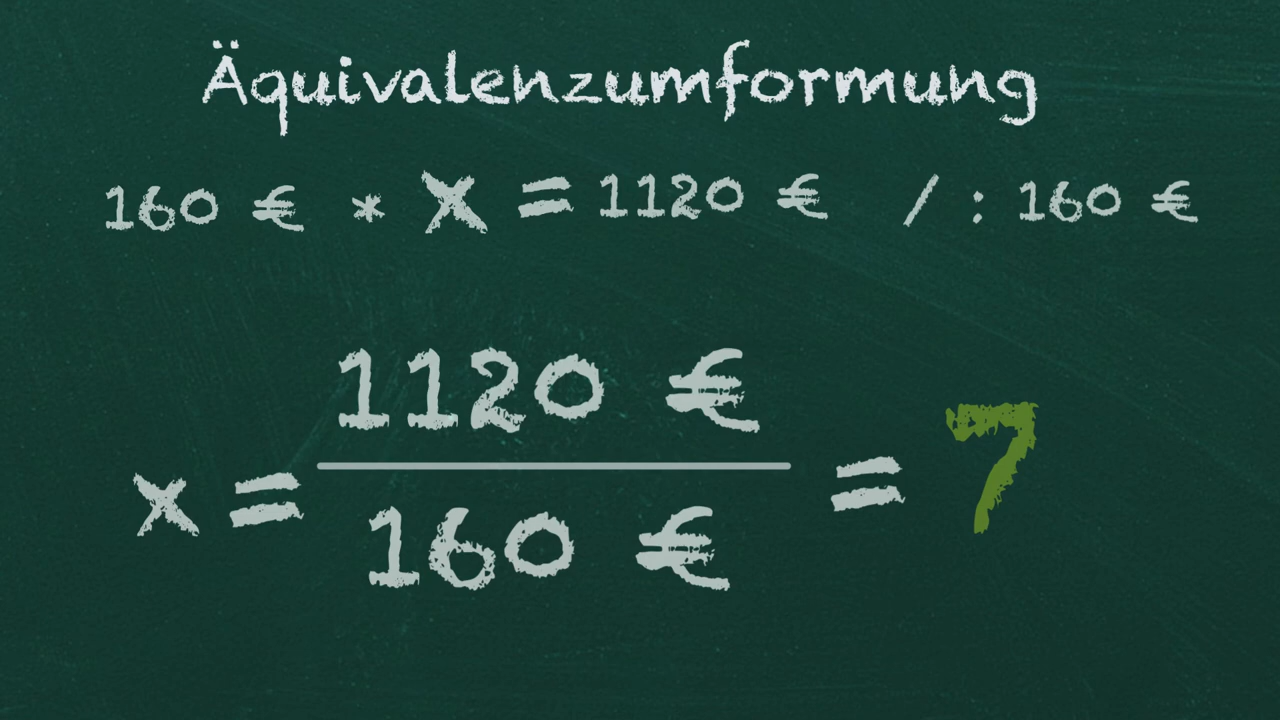 Äquivalenzumformung
160 € * x = 1120 € / : 160 €
1120 €
x = = 7
160 €